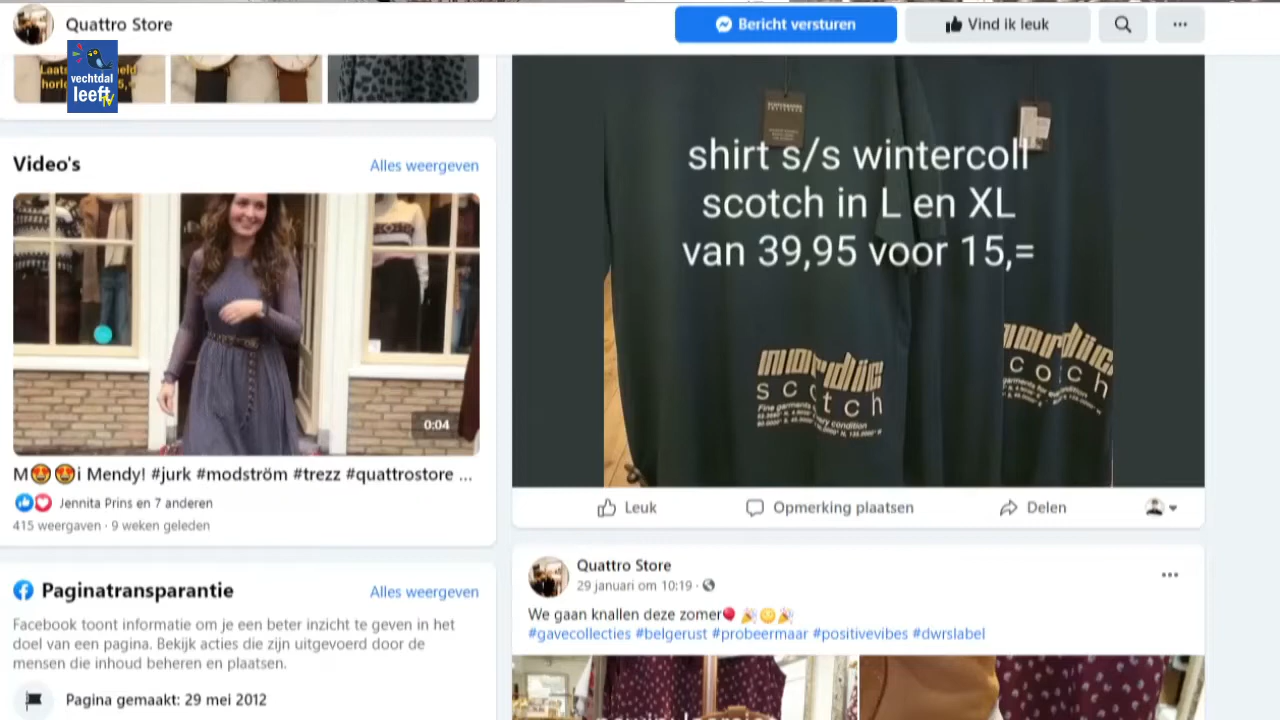 Quattro Store
Bericht versturen
Vind ik leuk
vechtdal
leeft
TV
Video's
Alles weergeven
0:04
M🤩🤩i Mendy! #jurk #modström #trezz #quattrostore ...
Jennita Prins en 7 anderen
415 weergaven · 9 weken geleden
Paginatransparantie
Alles weergeven
Facebook toont informatie om je een beter inzicht te geven in het
doel van een pagina. Bekijk acties die zijn uitgevoerd door de
mensen die inhoud beheren en plaatsen.
Pagina gemaakt: 29 mei 2012
shirt s/s wintercoll
scotch in L en XL
van 39,95 voor 15,=
nordic
scotch
nordic
scotch
Leuk
Opmerking plaatsen
Delen
Quattro Store
29 januari om 10:19 ·
We gaan knallen deze zomer🎈 🎉😊🎉
#gavecollecties #belgerust #probeermaar #positivevibes #dwrslabel